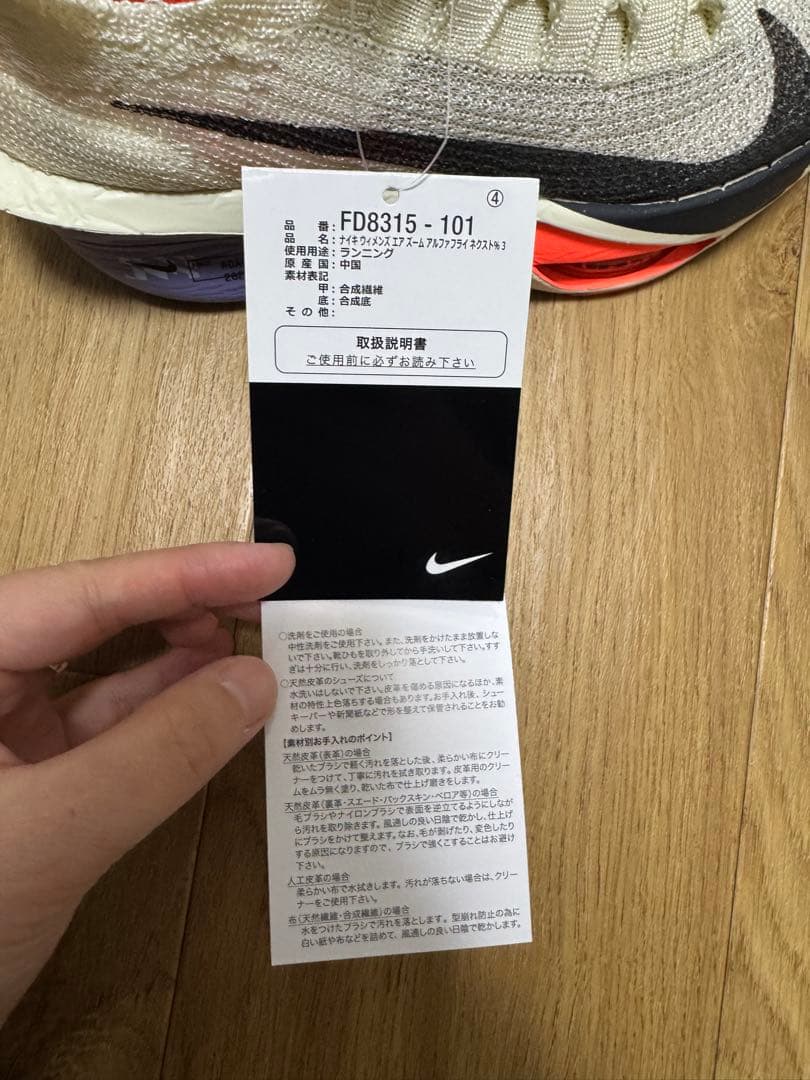 ④
品番：FD8315 - 101
品名：ナイキ ウィメンズ エア ズーム アルファフライ ネクスト% 3
使用用途：ランニング
原産国：中国
素材表記
甲：合成繊維
底：合成底
その他：
取扱説明書
ご使用前に必ずお読み下さい
○洗剤をご使用の場合
中性洗剤をご使用下さい。また、洗剤をかけたまま放置しな
いで下さい。靴ひもを取り外してから手洗いして下さい。すす
ぎは十分に行い、洗剤をしっかり落として下さい。
○天然皮革のシューズについて
水洗いはしないで下さい。皮革を傷める原因になるほか、素
材の特性上色落ちする場合もあります。お手入れ後、シュー
キーパーや新聞紙などで形を整えて保管されることをお勧
めします。
【素材別お手入れのポイント】
天然皮革（表革）の場合
乾いたブラシで軽く汚れを落とした後、柔らかい布にクリー
ナーをつけて、丁寧に汚れを拭き取ります。皮革用のクリー
ムをムラ無く塗り、乾いた布で仕上げ磨きをします。
天然皮革（裏革・スエード・バックスキン・ベロア等）の場合
毛ブラシやナイロンブラシで表面を逆立てるようにしなが
ら汚れを取り除きます。風通しの良い日陰で乾かし、仕上げ
にブラシをかけて整えます。なお、毛が剥げたり、変色したり
する原因になりますので、ブラシで強くこすることはお避け
下さい。
人工皮革の場合
柔らかい布で水拭きします。汚れが落ちない場合は、クリー
ナーをご使用下さい。
布（天然繊維・合成繊維）の場合
水をつけたブラシで汚れを落とします。型崩れ防止の為に
白い紙や布などを詰めて、風通しの良い日陰で乾かします。